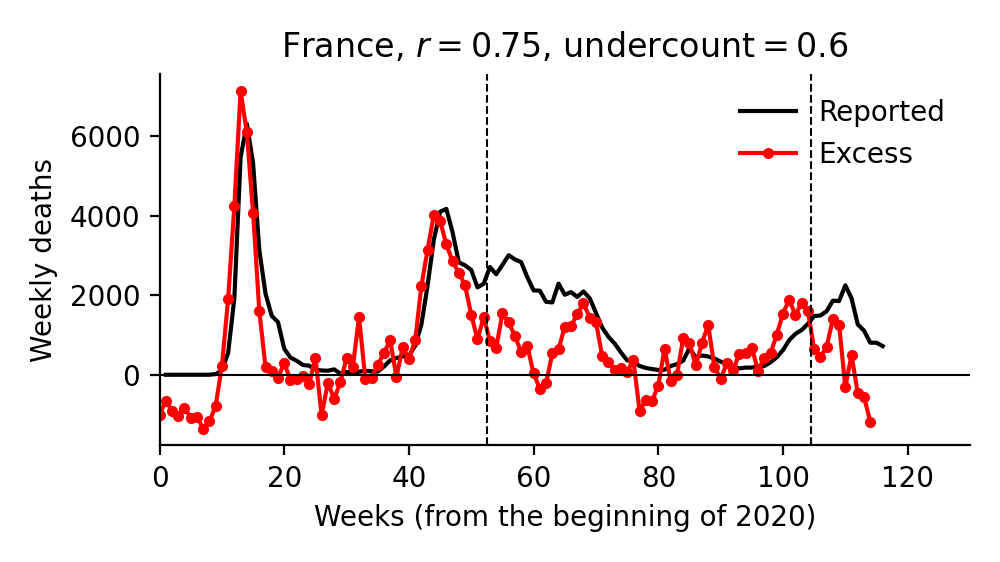 France, r = 0.75, undercount = 0.6
Reported
Excess
Weekly deaths
6000
4000
2000
0
0 20 40 60 80 100 120
Weeks (from the beginning of 2020)